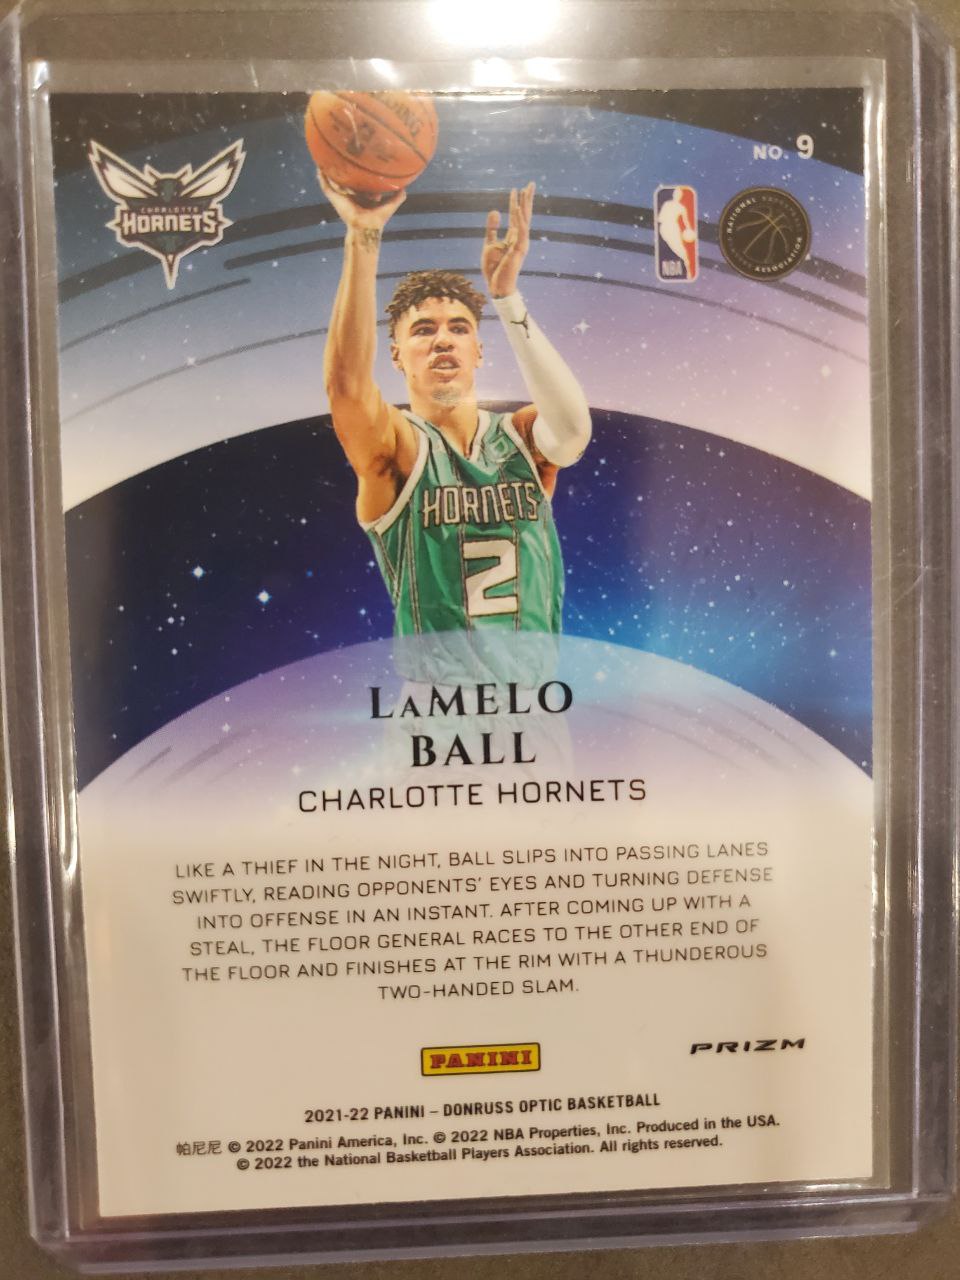 NO. 9
CHARLOTTE
HORNETS
NBA
NATIONAL BASKETBALL
ASSOCIATION
HORNETS
2
LaMELO
BALL
CHARLOTTE HORNETS
LIKE A THIEF IN THE NIGHT, BALL SLIPS INTO PASSING LANES
SWIFTLY, READING OPPONENTS' EYES AND TURNING DEFENSE
INTO OFFENSE IN AN INSTANT. AFTER COMING UP WITH A
STEAL, THE FLOOR GENERAL RACES TO THE OTHER END OF
THE FLOOR AND FINISHES AT THE RIM WITH A THUNDEROUS
TWO-HANDED SLAM.
PANINI
PRIZM
2021-22 PANINI – DONRUSS OPTIC BASKETBALL
帕尼尼 © 2022 Panini America, Inc. © 2022 NBA Properties, Inc. Produced in the USA.
© 2022 the National Basketball Players Association. All rights reserved.